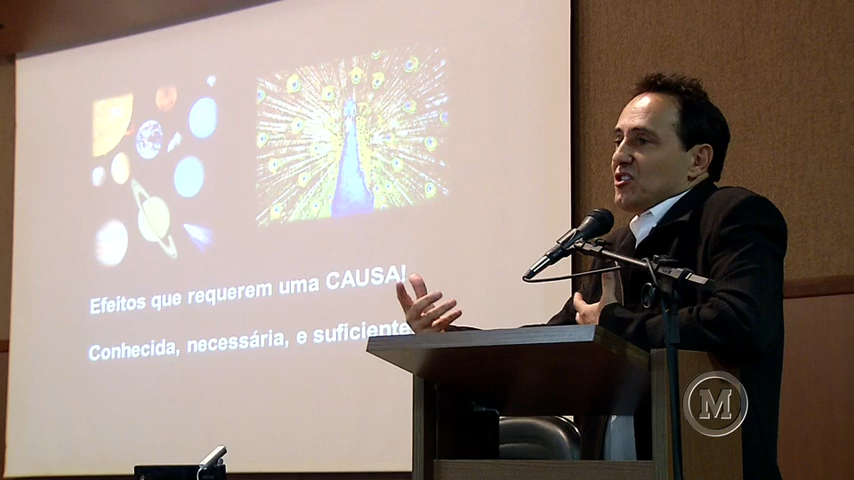 Efeitos que requerem uma CAUSA!
Conhecida, necessária, e suficiente
M